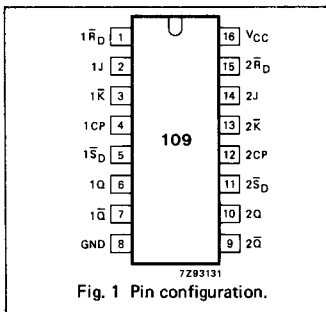 1R̅D 1 16 VCC
1J 2 15 2R̅D
1K̅ 3 14 2J
1CP 4 13 2K̅
109
1S̅D 5 12 2CP
1Q 6 11 2S̅D
1Q̅ 7 10 2Q
GND 8 9 2Q̅
7Z93131
Fig. 1 Pin configuration.